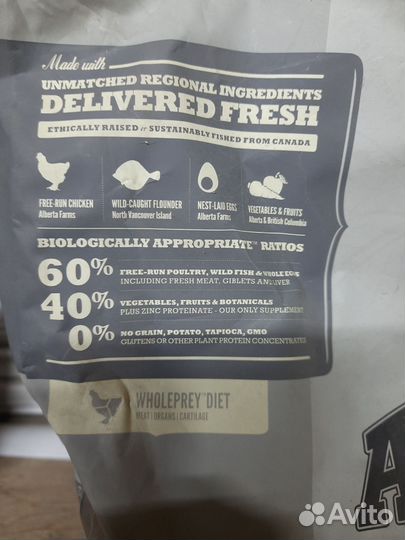 Made with
UNMATCHED REGIONAL INGREDIENTS
DELIVERED FRESH
ETHICALLY RAISED & SUSTAINABLY FISHED FROM CANADA
FREE-RUN CHICKEN
Alberta Farms
WILD-CAUGHT FLOUNDER
North Vancouver Island
NEST-LAID EGGS
Alberta Farms
VEGETABLES & FRUITS
Alberta & British Columbia
BIOLOGICALLY APPROPRIATE™ RATIOS
60% FREE-RUN POULTRY, WILD FISH & WHOLE EGGS
INCLUDING FRESH MEAT, GIBLETS AND LIVER
40% VEGETABLES, FRUITS & BOTANICALS
PLUS ZINC PROTEINATE - OUR ONLY SUPPLEMENT
0% NO GRAIN, POTATO, TAPIOCA, GMO
GLUTENS OR OTHER PLANT PROTEIN CONCENTRATES
WHOLEPREY™ DIET
MEAT | ORGANS | CARTILAGE
A
Avito